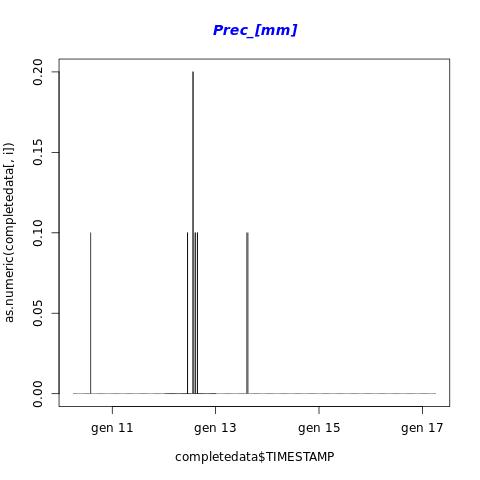 Prec_[mm]
as.numeric(completedata[, i])
0.20
0.15
0.10
0.05
0.00
gen 11 gen 13 gen 15 gen 17
completedata$TIMESTAMP